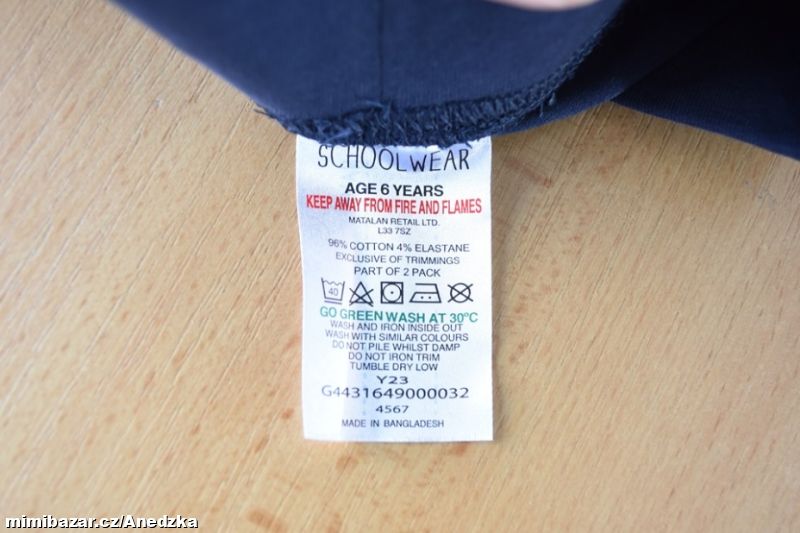 SCHOOLWEAR
AGE 6 YEARS
KEEP AWAY FROM FIRE AND FLAMES
MATALAN RETAIL LTD.
L33 7SZ
96% COTTON 4% ELASTANE
EXCLUSIVE OF TRIMMINGS
PART OF 2 PACK
40
GO GREEN WASH AT 30°C
WASH AND IRON INSIDE OUT
WASH WITH SIMILAR COLOURS
DO NOT PILE WHILST DAMP
DO NOT IRON TRIM
TUMBLE DRY LOW
Y23
G4431649000032
4567
MADE IN BANGLADESH
mimibazar.cz/Anedzka